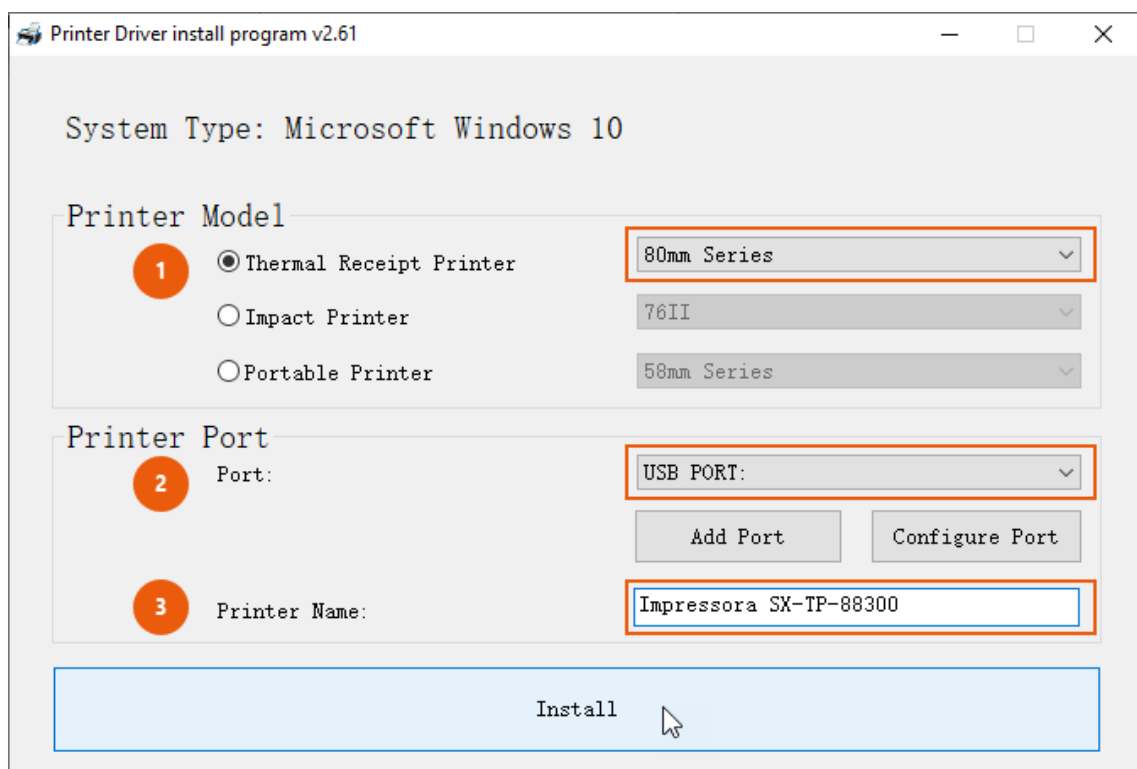 Printer Driver install program v2.61
System Type: Microsoft Windows 10
Printer Model
1
Thermal Receipt Printer
80mm Series
Impact Printer
76II
Portable Printer
58mm Series
Printer Port
2
Port:
USB PORT:
Add Port
Configure Port
3
Printer Name:
Impressora SX-TP-88300
Install